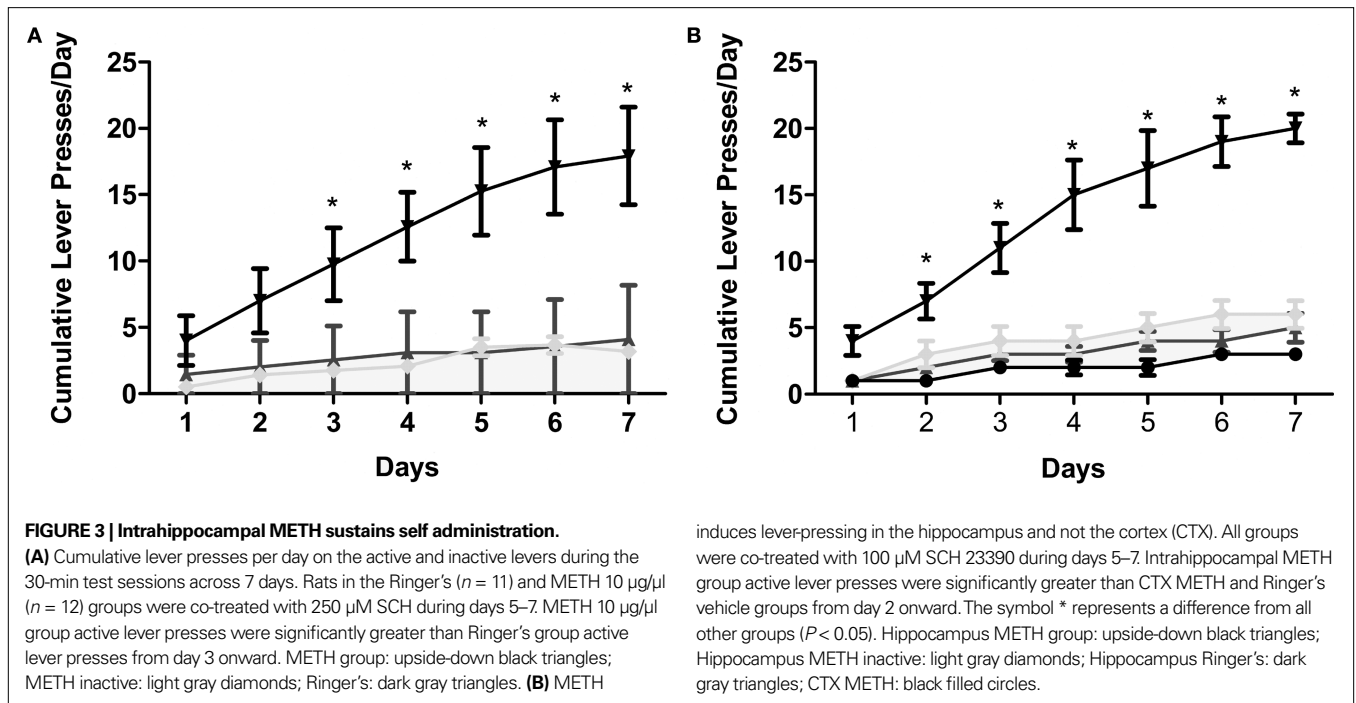 A
Cumulative Lever Presses/Day
25
20
15
10
5
0
* * * * *
1 2 3 4 5 6 7
Days
B
Cumulative Lever Presses/Day
25
20
15
10
5
0
* * * * * *
1 2 3 4 5 6 7
Days
FIGURE 3 | Intrahippocampal METH sustains self administration.
(A) Cumulative lever presses per day on the active and inactive levers during the
30-min test sessions across 7 days. Rats in the Ringer's (n = 11) and METH 10 μg/μl
(n = 12) groups were co-treated with 250 μM SCH during days 5–7. METH 10 μg/μl
group active lever presses were significantly greater than Ringer's group active
lever presses from day 3 onward. METH group: upside-down black triangles;
METH inactive: light gray diamonds; Ringer's: dark gray triangles. (B) METH
induces lever-pressing in the hippocampus and not the cortex (CTX). All groups
were co-treated with 100 μM SCH 23390 during days 5–7. Intrahippocampal METH
group active lever presses were significantly greater than CTX METH and Ringer's
vehicle groups from day 2 onward. The symbol * represents a difference from all
other groups (P < 0.05). Hippocampus METH group: upside-down black triangles;
Hippocampus METH inactive: light gray diamonds; Hippocampus Ringer's: dark
gray triangles; CTX METH: black filled circles.